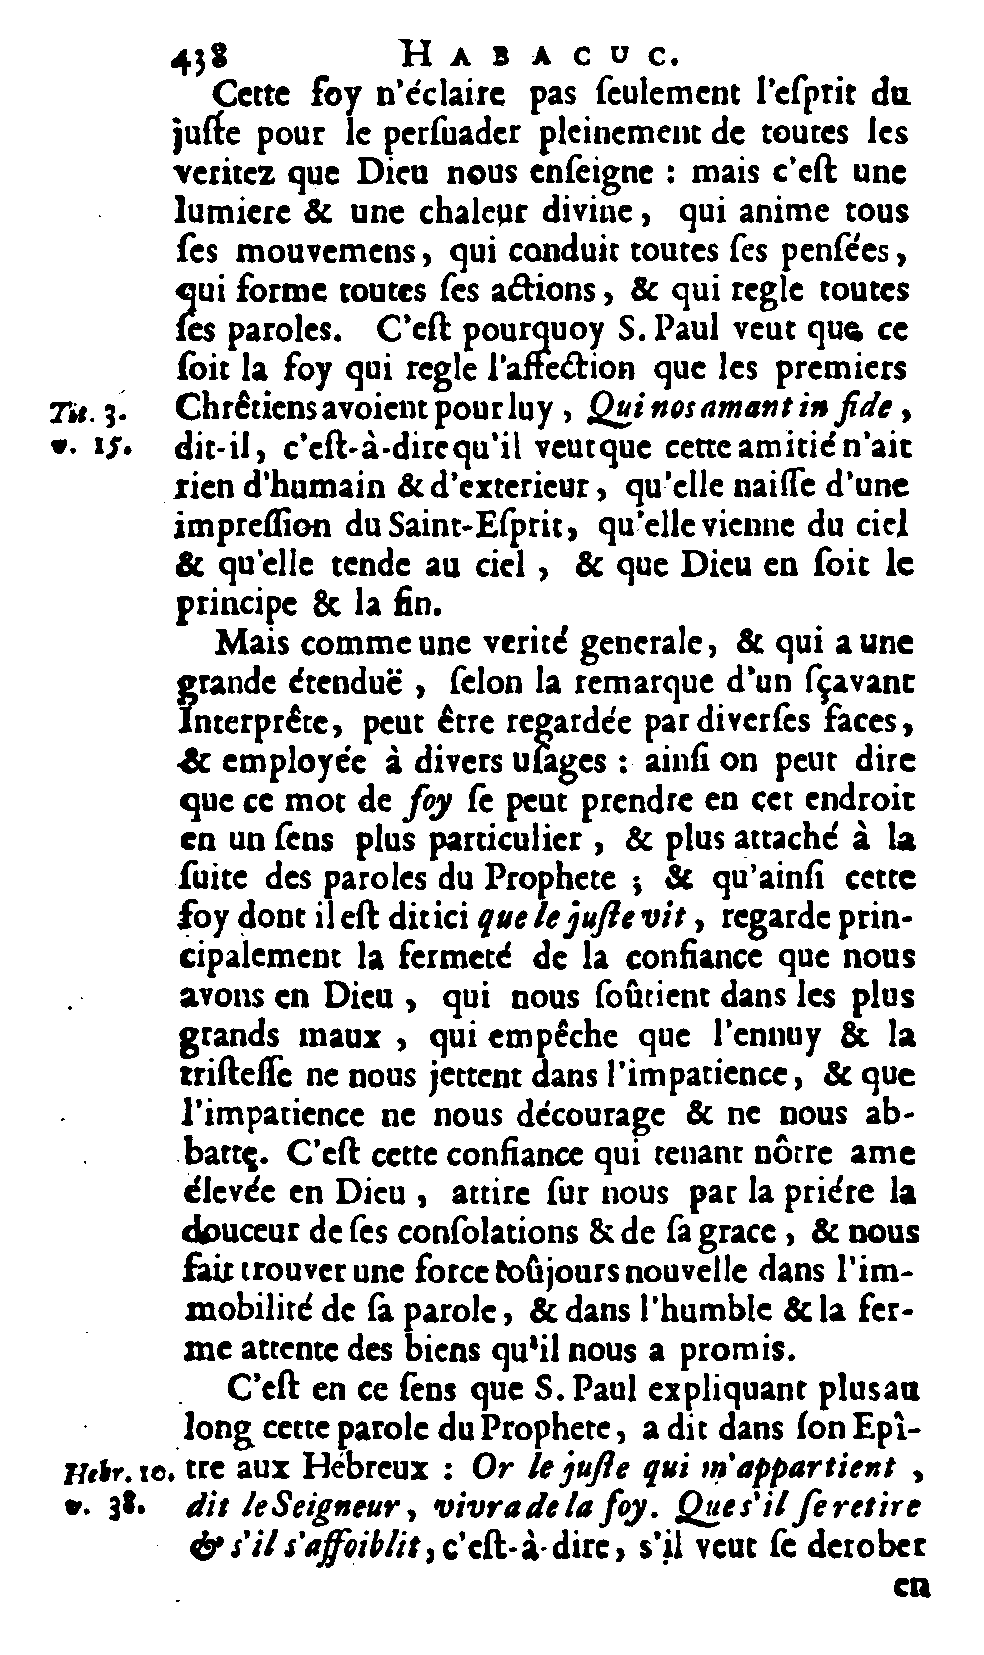 438 HABACUC.
Cette foy n'éclaire pas ſeulement l'eſprit du
juſte pour le perſuader pleinement de toutes les
veritez que Dieu nous enſeigne : mais c'eſt une
lumiere & une chaleur divine, qui anime tous
ſes mouvemens, qui conduit toutes ſes penſées,
qui forme toutes ſes actions, & qui regle toutes
ſes paroles. C'eſt pourquoy S. Paul veut que ce
ſoit la foy qui regle l'affection que les premiers
Tit. 3. Chrêtiens avoient pour luy, Qui nos amant in fide,
v. 15. dit-il, c'eſt-à-dire qu'il veut que cette amitié n'ait
rien d'humain & d'exterieur, qu'elle naiſſe d'une
impreſſion du Saint-Eſprit, qu'elle vienne du ciel
& qu'elle tende au ciel, & que Dieu en ſoit le
principe & la fin.
Mais comme une verité generale, & qui a une
grande étenduë, ſelon la remarque d'un ſçavant
Interprête, peut être regardée par diverſes faces,
& employée à divers uſages : ainſi on peut dire
que ce mot de foy ſe peut prendre en cet endroit
en un ſens plus particulier, & plus attaché à la
ſuite des paroles du Prophete ; & qu'ainſi cette
foy dont il eſt dit ici que le juſte vit, regarde prin-
cipalement la fermeté de la confiance que nous
avons en Dieu, qui nous ſoûtient dans les plus
grands maux, qui empêche que l'ennuy & la
triſteſſe ne nous jettent dans l'impatience, & que
l'impatience ne nous décourage & ne nous ab-
batte. C'eſt cette confiance qui tenant nôtre ame
élevée en Dieu, attire ſur nous par la priére la
douceur de ſes conſolations & de ſa grace, & nous
fait trouver une force toûjours nouvelle dans l'im-
mobilité de ſa parole, & dans l'humble & la fer-
me attente des biens qu'il nous a promis.
C'eſt en ce ſens que S. Paul expliquant plus au
long cette parole du Prophete, a dit dans ſon Epî-
Hebr. 10. tre aux Hébreux : Or le juſte qui m'appartient,
v. 38. dit le Seigneur, vivra de la foy. Que s'il ſe retire
& s'il s'affoiblit, c'eſt-à-dire, s'il veut ſe derober
en